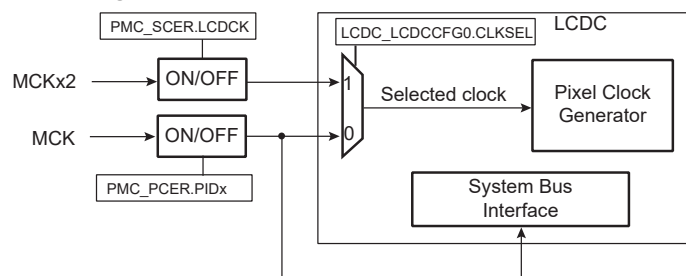 PMC_SCER.LCDCK
LCDC_LCDCCFG0.CLKSEL
LCDC
MCKx2
ON/OFF
1
Selected clock
Pixel Clock
Generator
MCK
ON/OFF
0
PMC_PCER.PIDx
System Bus
Interface